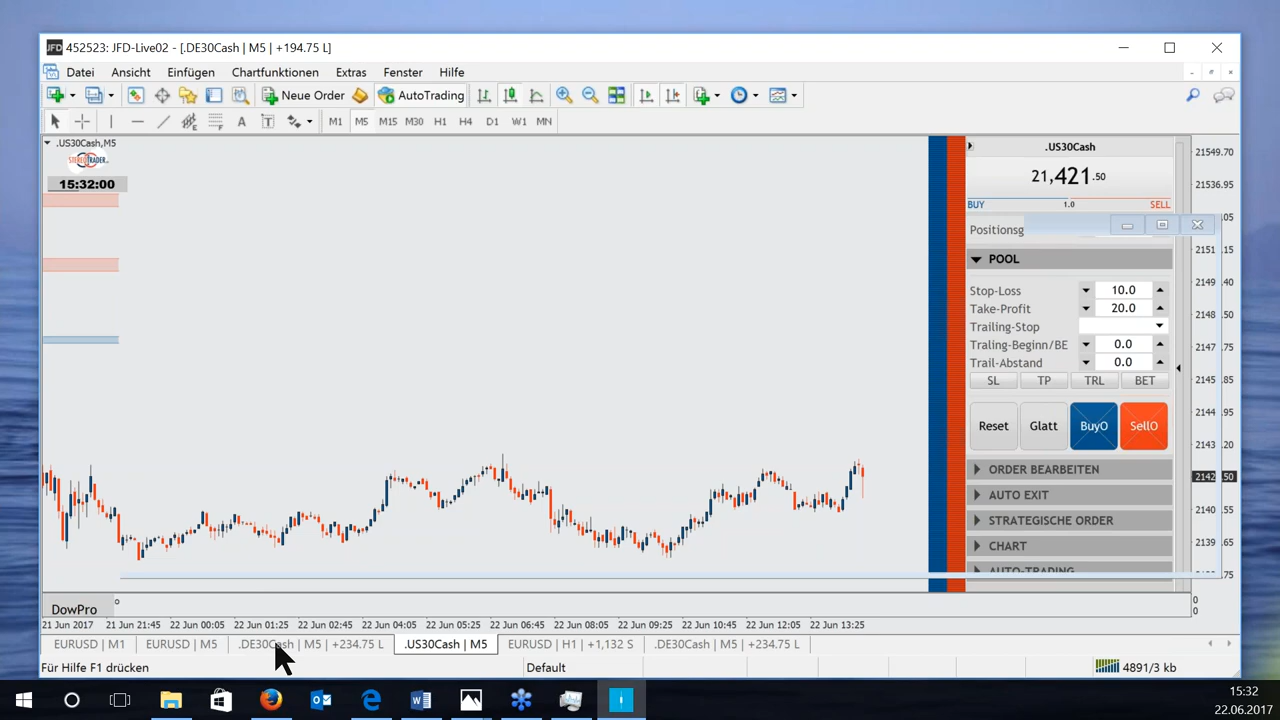 JFD 452523: JFD-Live02 - [.DE30Cash | M5 | +194.75 L]
Datei Ansicht Einfügen Chartfunktionen Extras Fenster Hilfe
New Order AutoTrading
A T M1 M5 M15 M30 H1 H4 D1 W1 MN
.US30Cash,M5
STEREOTRADER
15:32:00
.US30Cash
21,421.50
BUY 1.0 SELL
Positionsg
POOL
Stop-Loss 10.0
Take-Profit 20.0
Trailing-Stop
Traling-Beginn/BE 0.0
Trail-Abstand 0.0
SL TP TRL BET
Reset Glatt BuyO SellO
ORDER BEARBEITEN
AUTO EXIT
STRATEGISCHE ORDER
CHART
AUTO-TRADING
21549.70
21536.95
DowPro
0
0
21 Jun 2017 21 Jun 21:45 22 Jun 00:05 22 Jun 01:25 22 Jun 02:45 22 Jun 04:05 22 Jun 05:25 22 Jun 06:45 22 Jun 08:05 22 Jun 09:25 22 Jun 10:45 22 Jun 12:05 22 Jun 13:25
EURUSD | M1 EURUSD | M5 .DE30Cash | M5 | +234.75 L .US30Cash | M5 EURUSD | H1 | +1,132 S .DE30Cash | M5 | +234.75 L
Für Hilfe F1 drücken Default 4891/3 kb
15:32
22.06.2017